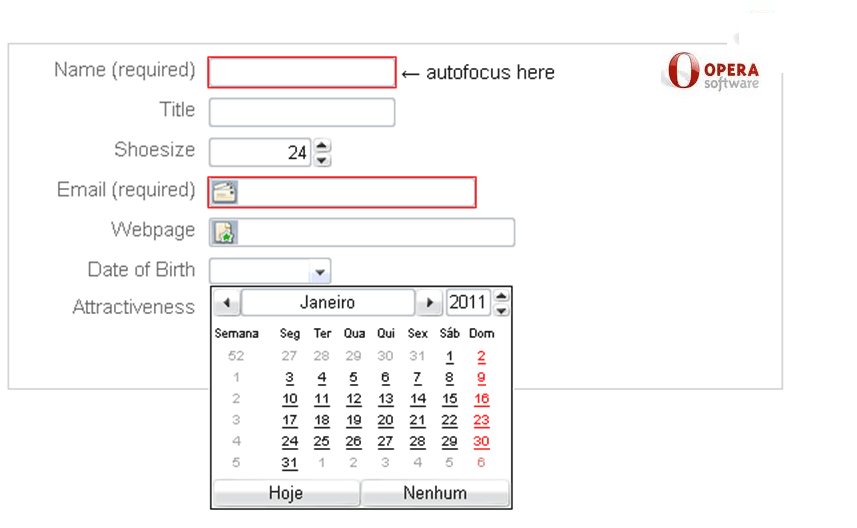 Name (required) ← autofocus here
OPERA
software
Title
Shoesize 24
Email (required)
Webpage
Date of Birth
Attractiveness
Janeiro 2011
Semana Seg Ter Qua Qui Sex Sáb Dom
52 27 28 29 30 31 1 2
1 3 4 5 6 7 8 9
2 10 11 12 13 14 15 16
3 17 18 19 20 21 22 23
4 24 25 26 27 28 29 30
5 31 1 2 3 4 5 6
Hoje Nenhum